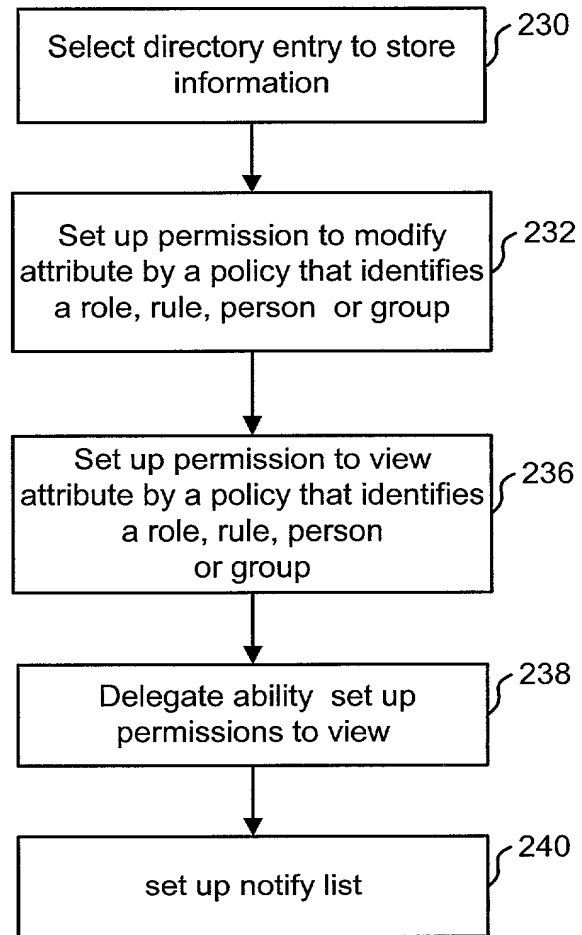 Select directory entry to store
information
230
Set up permission to modify
attribute by a policy that identifies
a role, rule, person or group
232
Set up permission to view
attribute by a policy that identifies
a role, rule, person
or group
236
Delegate ability set up
permissions to view
238
set up notify list
240